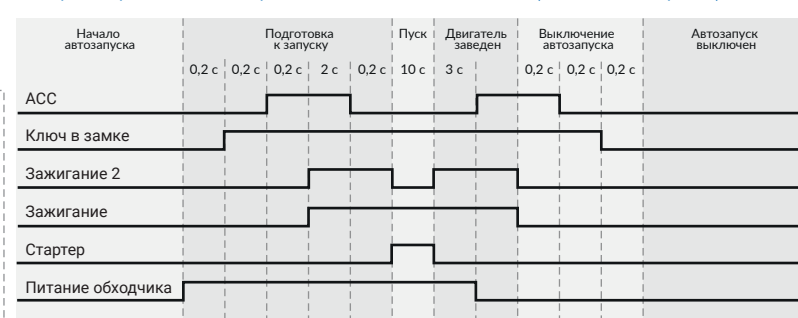 Начало
автозапуска
Подготовка
к запуску
Пуск
Двигатель
заведен
Выключение
автозапуска
Автозапуск
выключен
0,2 с 0,2 с 0,2 с 2 с 0,2 с 10 с 3 с 0,2 с 0,2 с 0,2 с
ACC
Ключ в замке
Зажигание 2
Зажигание
Стартер
Питание обходчика